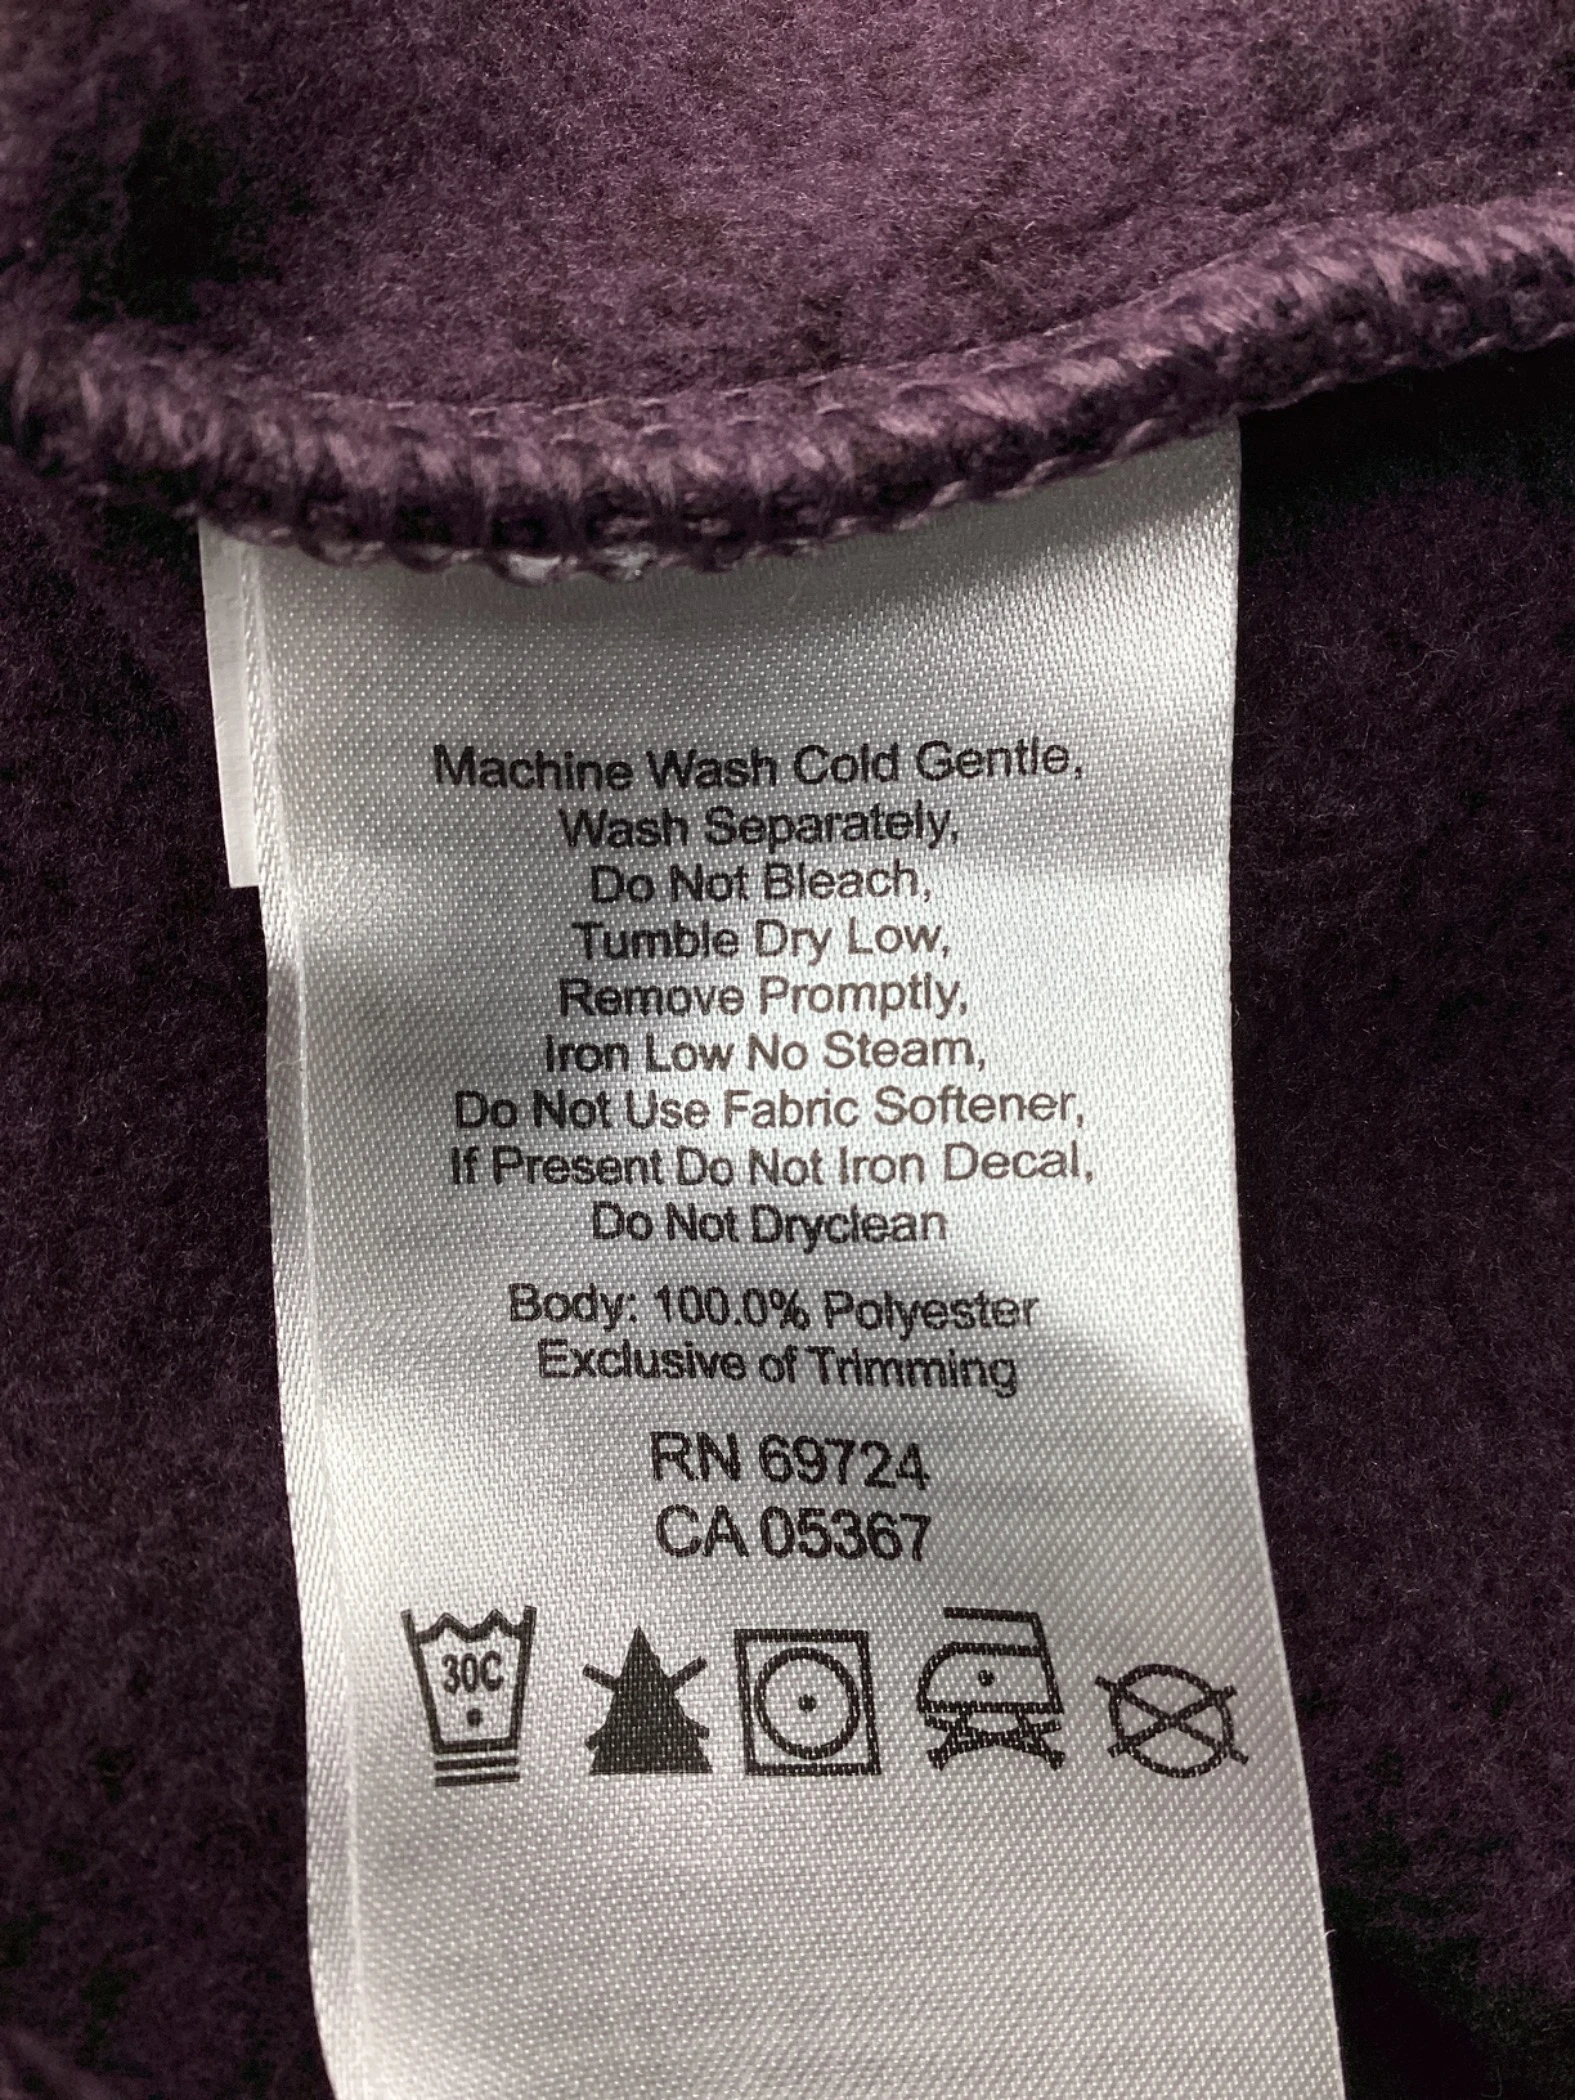 Machine Wash Cold Gentle,
Wash Separately,
Do Not Bleach,
Tumble Dry Low,
Remove Promptly,
Iron Low No Steam,
Do Not Use Fabric Softener,
If Present Do Not Iron Decal,
Do Not Dryclean
Body: 100.0% Polyester
Exclusive of Trimming
RN 69724
CA 05367
30C